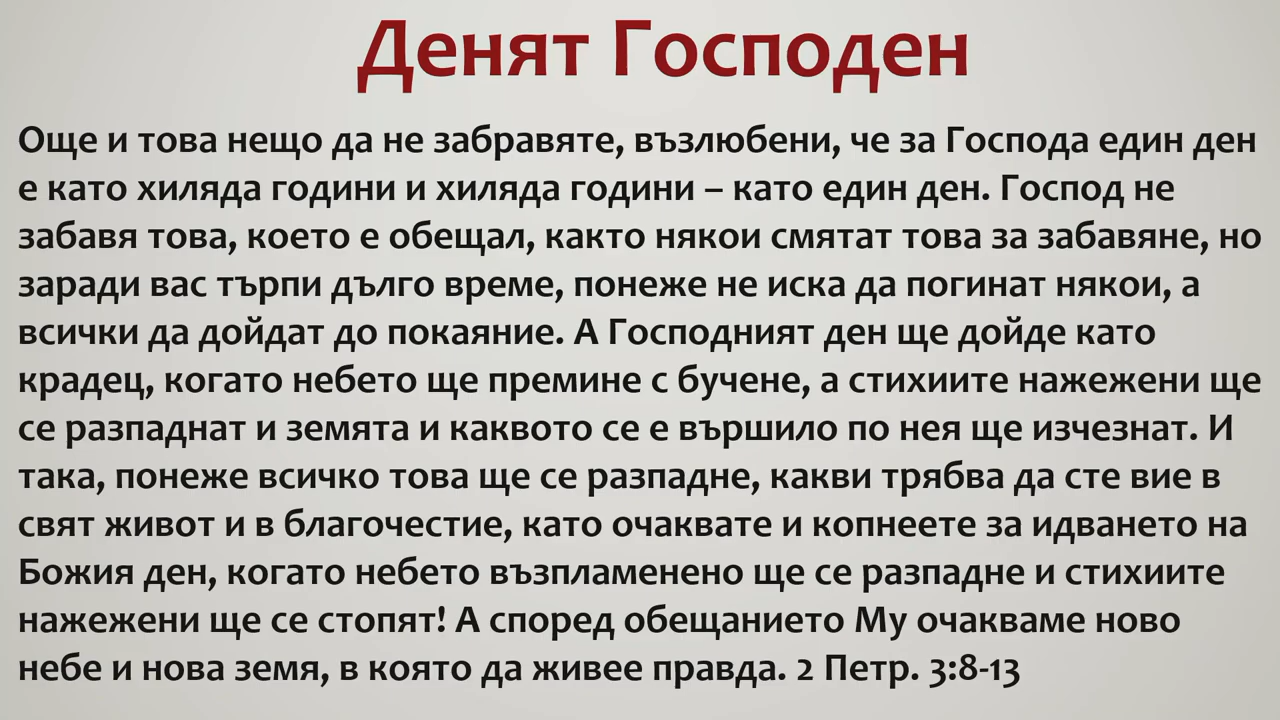 Денят Господен
Още и това нещо да не забравяте, възлюбени, че за Господа един ден
е като хиляда години и хиляда години – като един ден. Господ не
забавя това, което е обещал, както някои смятат това за забавяне, но
заради вас търпи дълго време, понеже не иска да погинат някои, а
всички да дойдат до покаяние. А Господният ден ще дойде като
крадец, когато небето ще премине с бучене, а стихиите нажежени ще
се разпаднат и земята и каквото се е вършило по нея ще изчезнат. И
така, понеже всичко това ще се разпадне, какви трябва да сте вие в
свят живот и в благочестие, като очаквате и копнеете за идването на
Божия ден, когато небето възпламенено ще се разпадне и стихиите
нажежени ще се стопят! А според обещанието Му очакваме ново
небе и нова земя, в която да живее правда. 2 Петр. 3:8-13